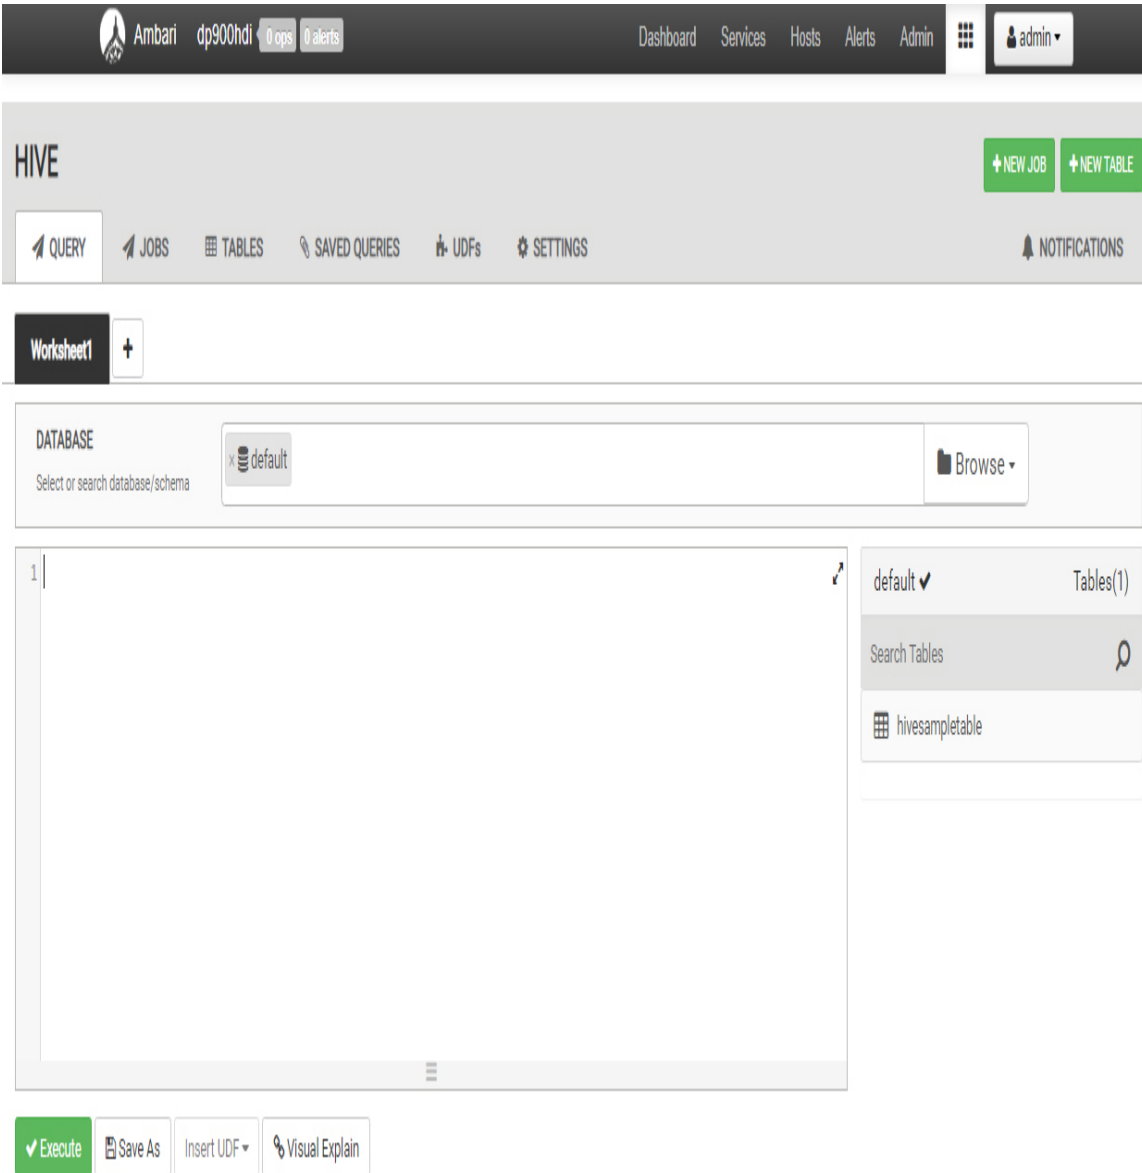 Ambari dp900hdi 0 ops 0 alerts Dashboard Services Hosts Alerts Admin admin
HIVE
NEW JOB NEW TABLE
QUERY JOBS TABLES SAVED QUERIES UDFs SETTINGS NOTIFICATIONS
Worksheet1 +
DATABASE
Select or search database/schema
× default
Browse
1
default Tables(1)
Search Tables
hivesampletable
Execute Save As Insert UDF Visual Explain